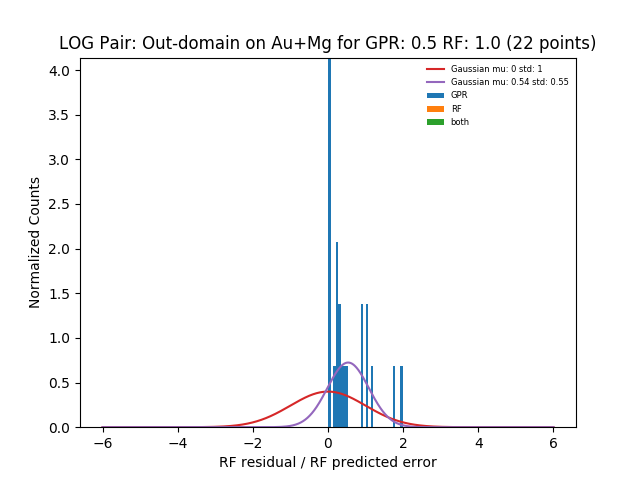 LOG Pair: Out-domain on Au+Mg for GPR: 0.5 RF: 1.0 (22 points)
Gaussian mu: 0 std: 1
Gaussian mu: 0.54 std: 0.55
GPR
RF
both
4.0
3.5
3.0
2.5
2.0
1.5
1.0
0.5
0.0
Normalized Counts
−6 −4 −2 0 2 4 6
RF residual / RF predicted error